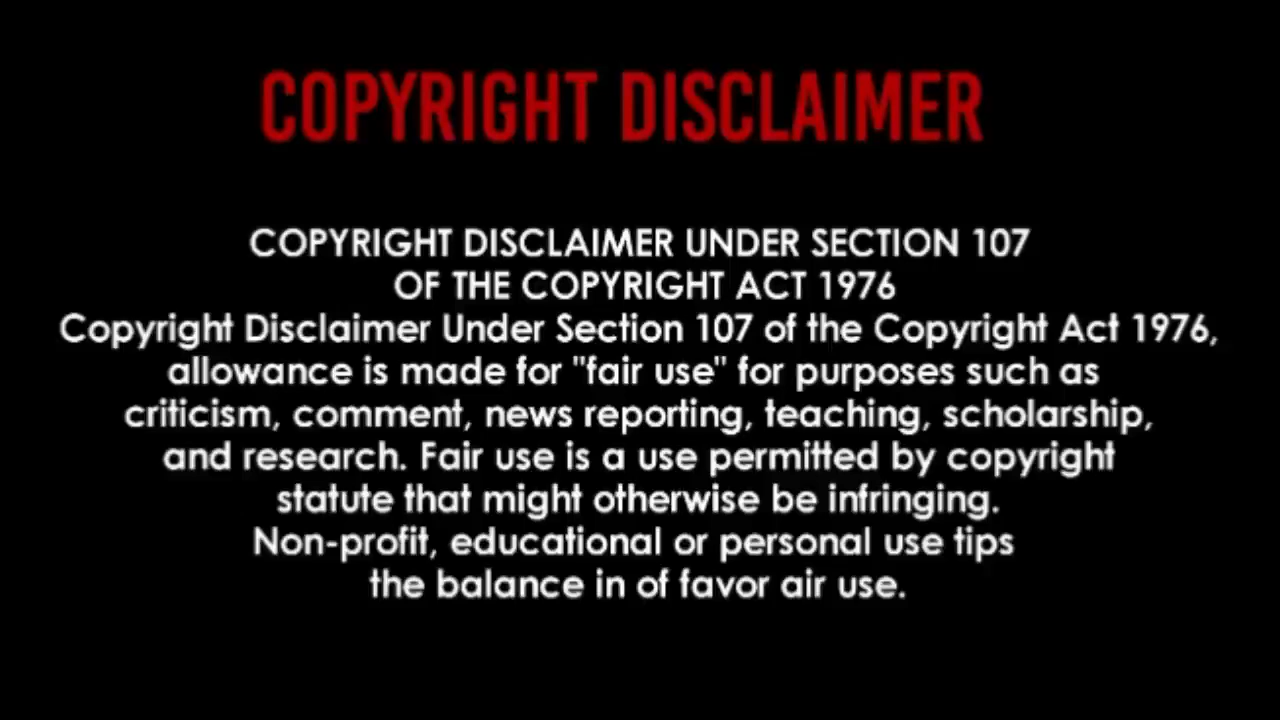 COPYRIGHT DISCLAIMER
COPYRIGHT DISCLAIMER UNDER SECTION 107
OF THE COPYRIGHT ACT 1976
Copyright Disclaimer Under Section 107 of the Copyright Act 1976,
allowance is made for "fair use" for purposes such as
criticism, comment, news reporting, teaching, scholarship,
and research. Fair use is a use permitted by copyright
statute that might otherwise be infringing.
Non-profit, educational or personal use tips
the balance in of favor air use.